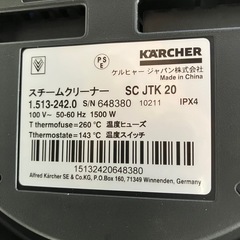 KÄRCHER
P S E
ケルヒャー ジャパン株式会社
Made in China
スチームクリーナー SC JTK 20
1.513-242.0 S/N 648380 10211 IPX4
100 V~ 50-60 Hz 1500 W
T thermofuse=260 °C 温度ヒューズ
Tthermostate=143 °C 温度スイッチ
15132420648380
Alfred Kärcher SE & Co.KG, P.O.Box 160, 71349 Winnenden, Germany